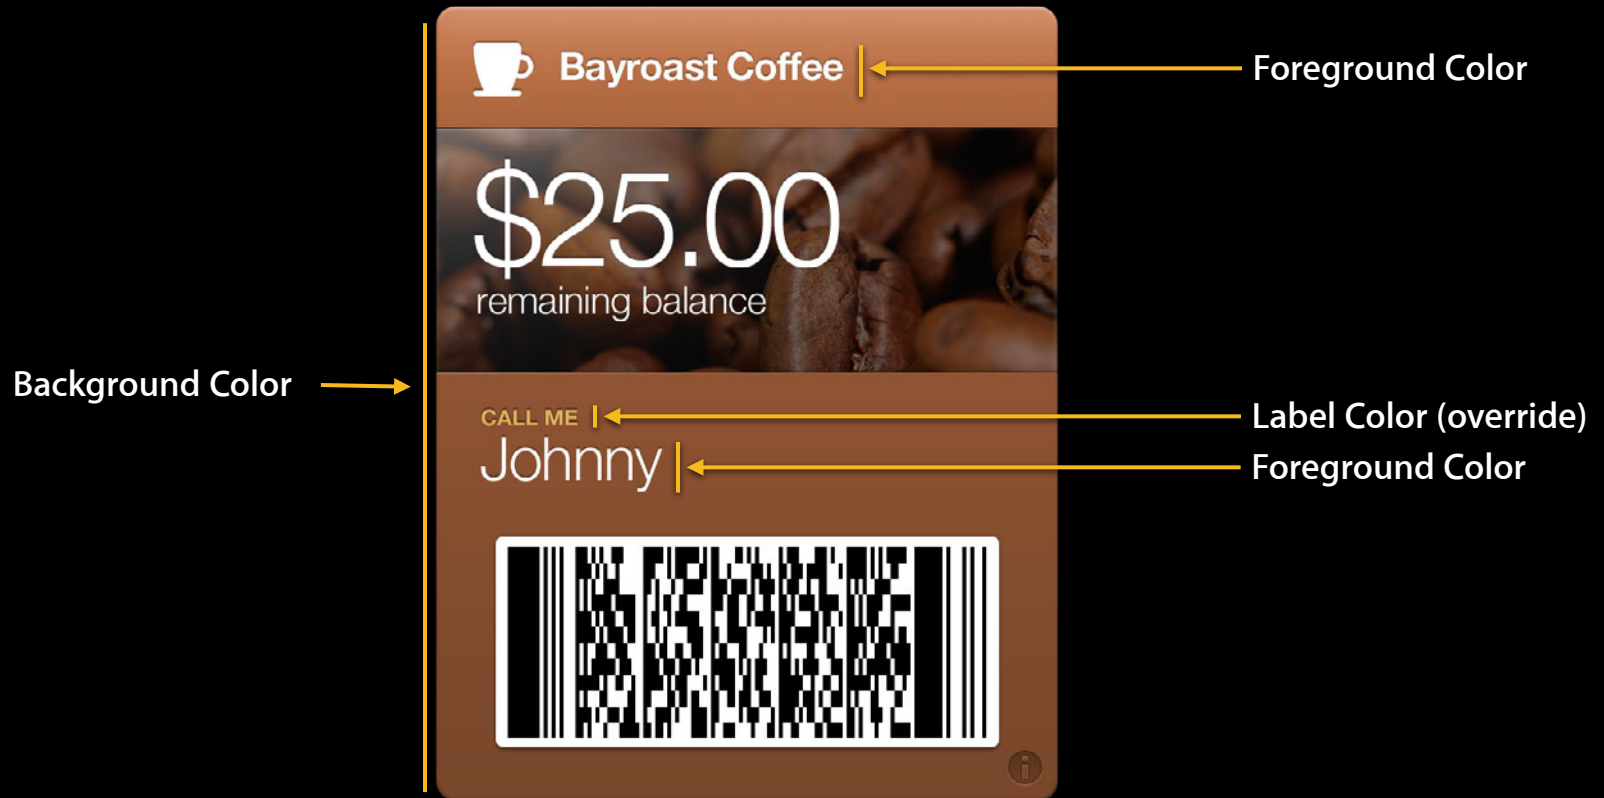 Bayroast Coffee
Foreground Color
$25.00
remaining balance
Background Color
CALL ME
Label Color (override)
Johnny
Foreground Color
i